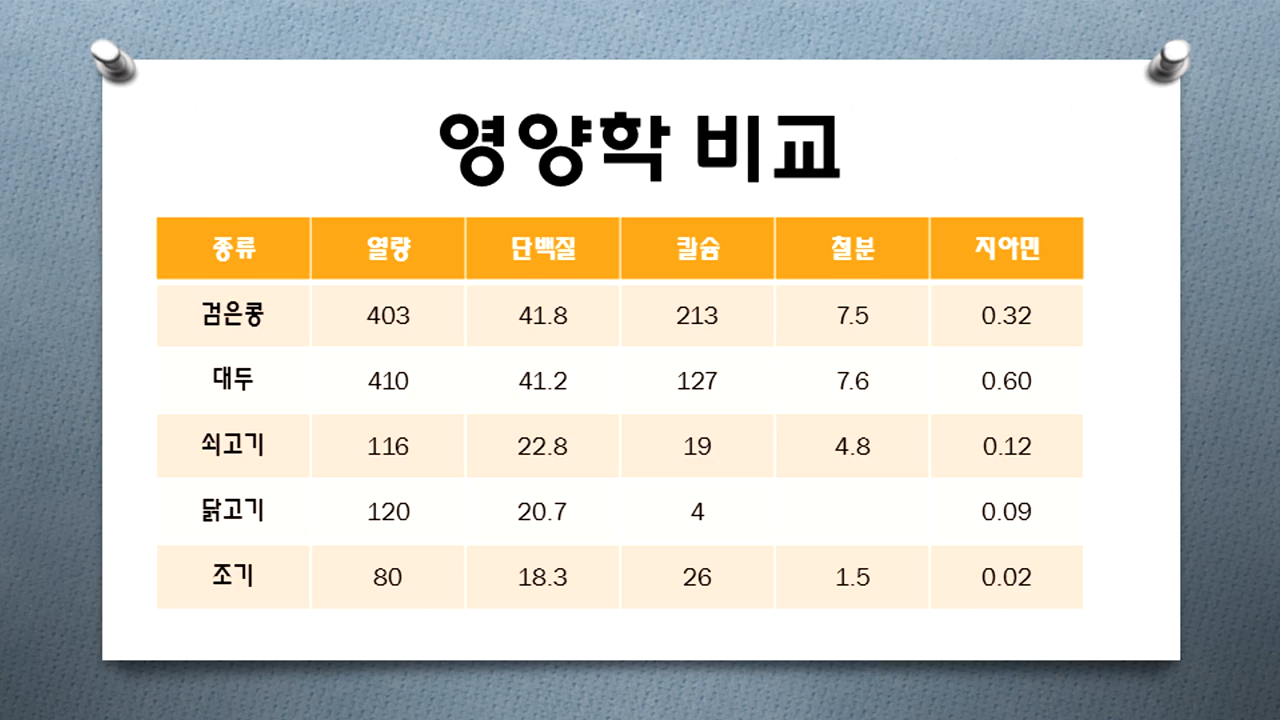 영양학 비교
종류 열량 단백질 칼슘 철분 지아민
검은콩 403 41.8 213 7.5 0.32
대두 410 41.2 127 7.6 0.60
쇠고기 116 22.8 19 4.8 0.12
닭고기 120 20.7 4 0.09
조기 80 18.3 26 1.5 0.02